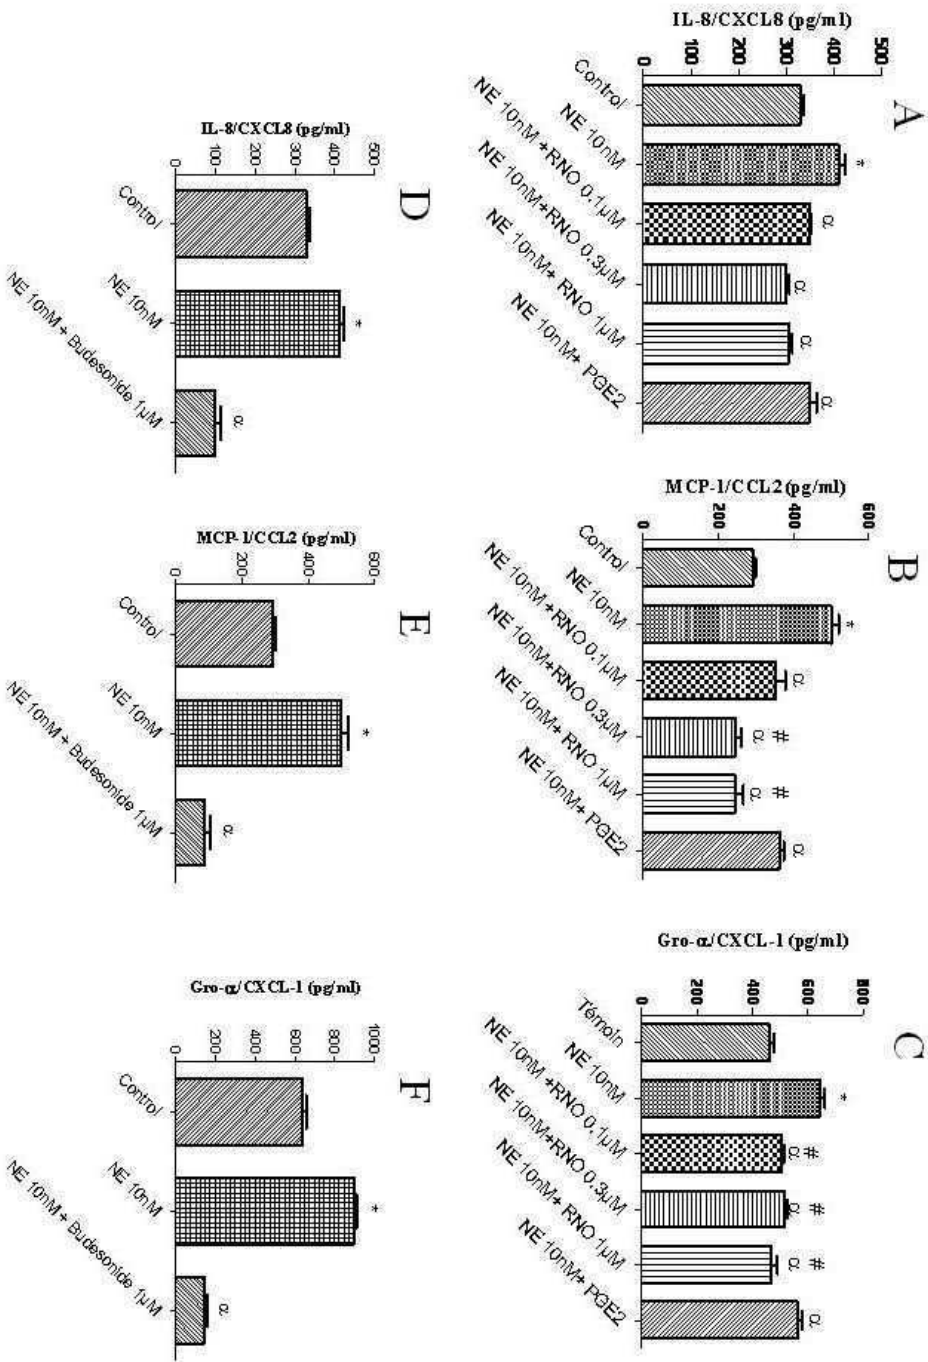 A
IL-8/CXCL8 (pg/ml)
500
400
300
200
100
0
Control
NE 10nM
NE 10nM +RNO 0.1µM
NE 10nM+RNO 0.3µM
NE 10nM+ RNO 1µM
NE 10nM+ PGE2
*
α
α
α
α
B
MCP-1/CCL2 (pg/ml)
600
400
200
0
Control
NE 10nM
NE 10nM+RNO 0.1µM
NE 10nM+RNO 0.3µM
NE 10nM+ RNO 1µM
NE 10nM+ PGE2
*
α
#
α
#
α
α
C
Gro-α/CXCL-1 (pg/ml)
800
600
400
200
0
Témoin
NE 10nM
NE 10nM +RNO 0.1µM
NE 10nM+RNO 0.3µM
NE 10nM+ RNO 1µM
NE 10nM+ PGE2
*
#
α
#
α
#
α
α
D
IL-8/CXCL8 (pg/ml)
500
400
300
200
100
0
Control
NE 10nM
NE 10nM + Budesonide 1µM
*
α
E
MCP-1/CCL2 (pg/ml)
600
400
200
0
Control
NE 10nM
NE 10nM + Budesonide 1µM
*
α
F
Gro-α/CXCL-1 (pg/ml)
1000
800
600
400
200
0
Control
NE 10nM
NE 10nM + Budesonide 1µM
*
α